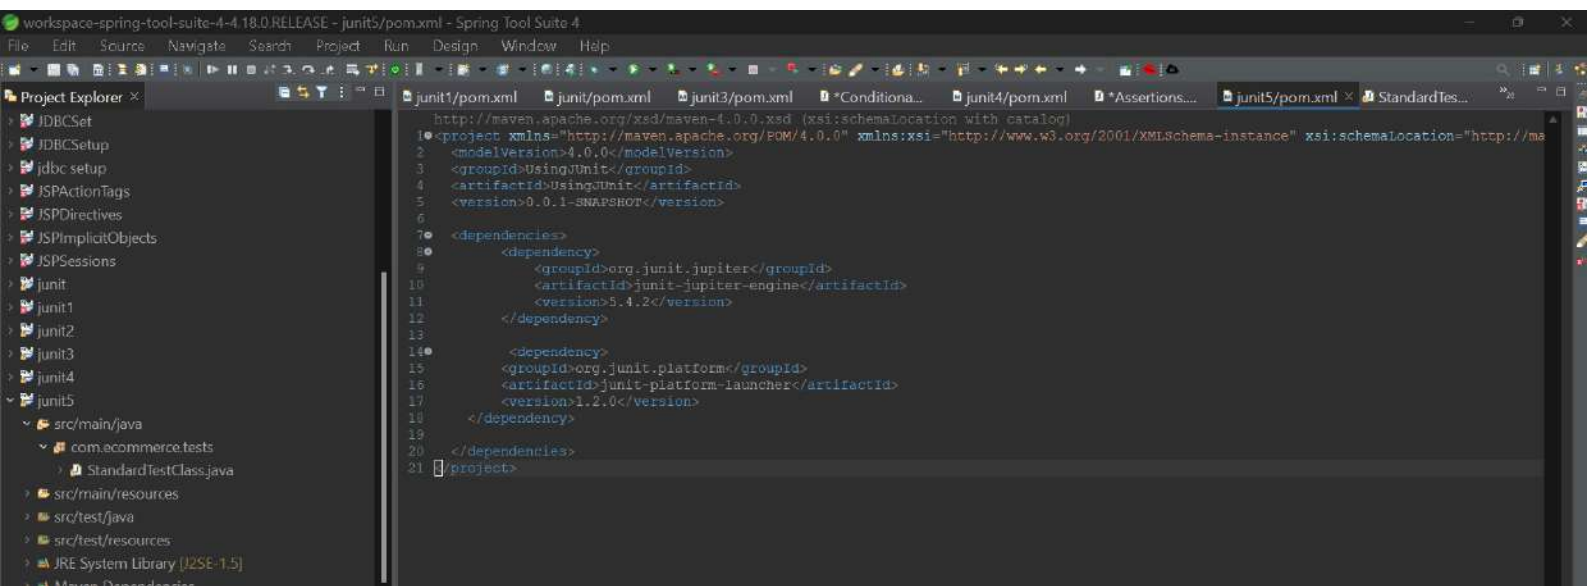 workspace-spring-tool-suite-4-4.18.0.RELEASE - junit5/pom.xml - Spring Tool Suite 4
File Edit Source Navigate Search Project Run Design Window Help
Project Explorer
junit1/pom.xml junit/pom.xml junit3/pom.xml *Conditiona... junit4/pom.xml *Assertions.... junit5/pom.xml StandardTes...
JDBCSet
JDBCSetup
jdbc setup
JSPActionTags
JSPDirectives
JSPImplicitObjects
JSPSessions
junit
junit1
junit2
junit3
junit4
junit5
src/main/java
com.ecommerce.tests
StandardTestClass.java
src/main/resources
src/test/java
src/test/resources
JRE System Library [J2SE-1.5]
Maven Dependencies
http://maven.apache.org/xsd/maven-4.0.0.xsd (xsi:schemaLocation with catalog)
1 <project xmlns="http://maven.apache.org/POM/4.0.0" xmlns:xsi="http://www.w3.org/2001/XMLSchema-instance" xsi:schemaLocation="http://ma
2 <modelVersion>4.0.0</modelVersion>
3 <groupId>UsingJUnit</groupId>
4 <artifactId>UsingJUnit</artifactId>
5 <version>0.0.1-SNAPSHOT</version>
6
7 <dependencies>
8 <dependency>
9 <groupId>org.junit.jupiter</groupId>
10 <artifactId>junit-jupiter-engine</artifactId>
11 <version>5.4.2</version>
12 </dependency>
13
14 <dependency>
15 <groupId>org.junit.platform</groupId>
16 <artifactId>junit-platform-launcher</artifactId>
17 <version>1.2.0</version>
18 </dependency>
19
20 </dependencies>
21 </project>